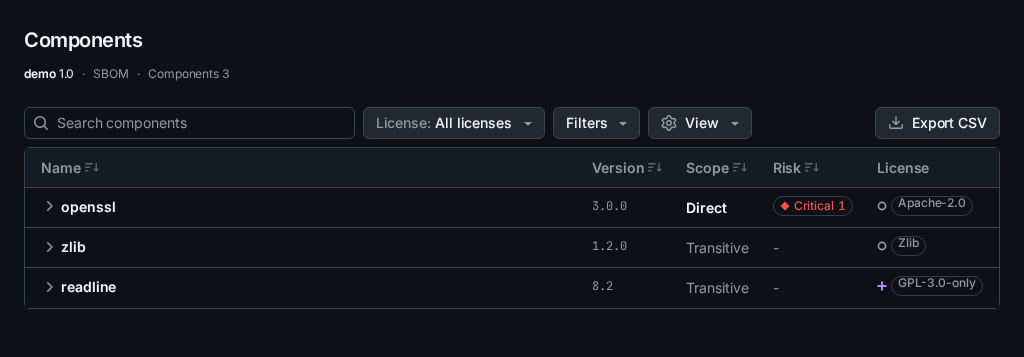 Components
demo 1.0 · SBOM · Components 3
Search components License: All licenses Filters View Export CSV
Name Version Scope Risk License
openssl 3.0.0 Direct Critical 1 Apache-2.0
zlib 1.2.0 Transitive - Zlib
readline 8.2 Transitive - GPL-3.0-only